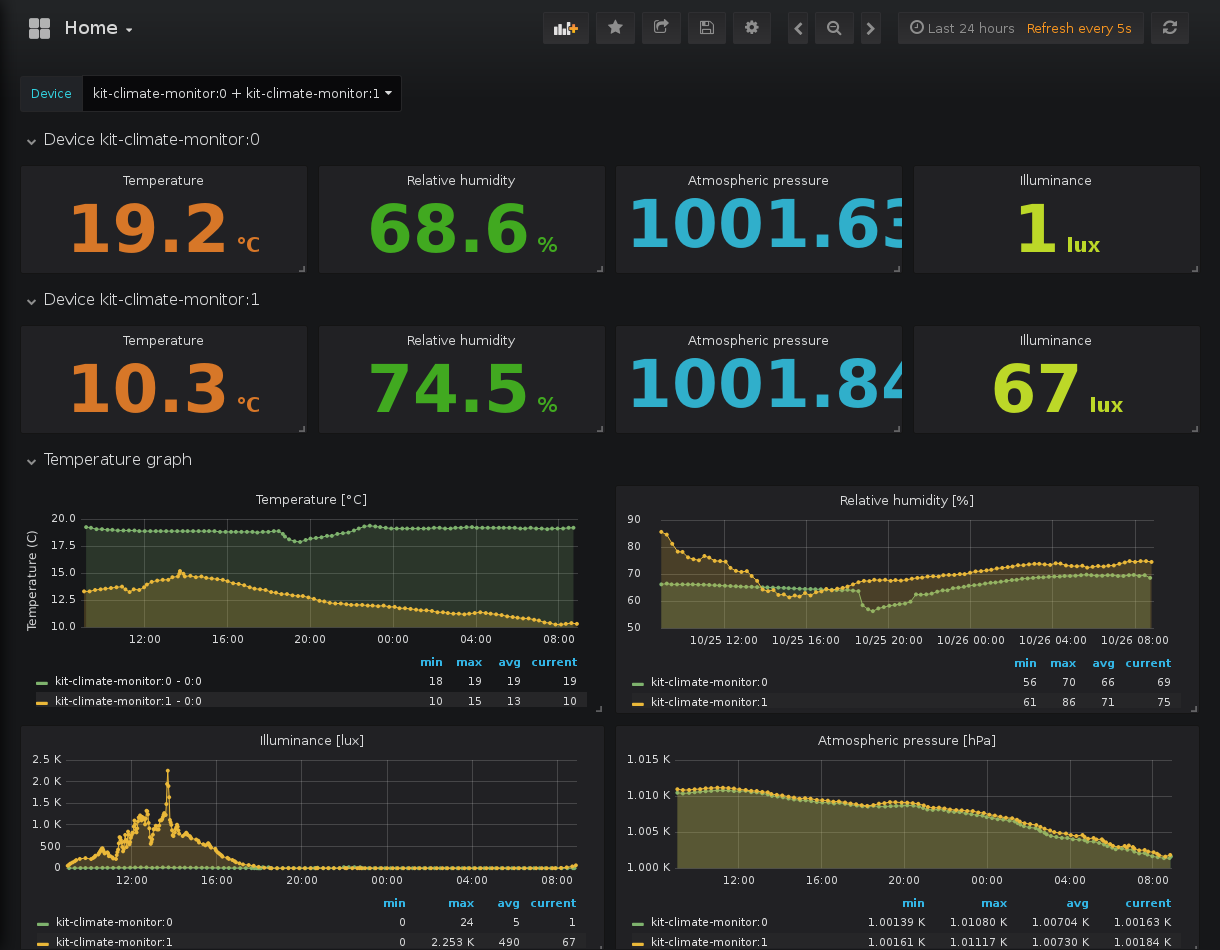 Home
Last 24 hours Refresh every 5s
Device kit-climate-monitor:0 + kit-climate-monitor:1
Device kit-climate-monitor:0
Temperature Relative humidity Atmospheric pressure Illuminance
19.2 °C 68.6 % 1001.63 1 lux
Device kit-climate-monitor:1
Temperature Relative humidity Atmospheric pressure Illuminance
10.3 °C 74.5 % 1001.84 67 lux
Temperature graph
Temperature [°C]
Temperature (C)
20.0
17.5
15.0
12.5
10.0
12:00 16:00 20:00 00:00 04:00 08:00
min max avg current
kit-climate-monitor:0 - 0:0 18 19 19 19
kit-climate-monitor:1 - 0:0 10 15 13 10
Relative humidity [%]
90
80
70
60
50
10/25 12:00 10/25 16:00 10/25 20:00 10/26 00:00 10/26 04:00 10/26 08:00
min max avg current
kit-climate-monitor:0 56 70 66 69
kit-climate-monitor:1 61 86 71 75
Illuminance [lux]
2.5 K
2.0 K
1.5 K
1.0 K
500
0
12:00 16:00 20:00 00:00 04:00 08:00
min max avg current
kit-climate-monitor:0 0 24 5 1
kit-climate-monitor:1 0 2.253 K 490 67
Atmospheric pressure [hPa]
1.015 K
1.010 K
1.005 K
1.000 K
12:00 16:00 20:00 00:00 04:00 08:00
min max avg current
kit-climate-monitor:0 1.00139 K 1.01080 K 1.00704 K 1.00163 K
kit-climate-monitor:1 1.00161 K 1.01117 K 1.00730 K 1.00184 K